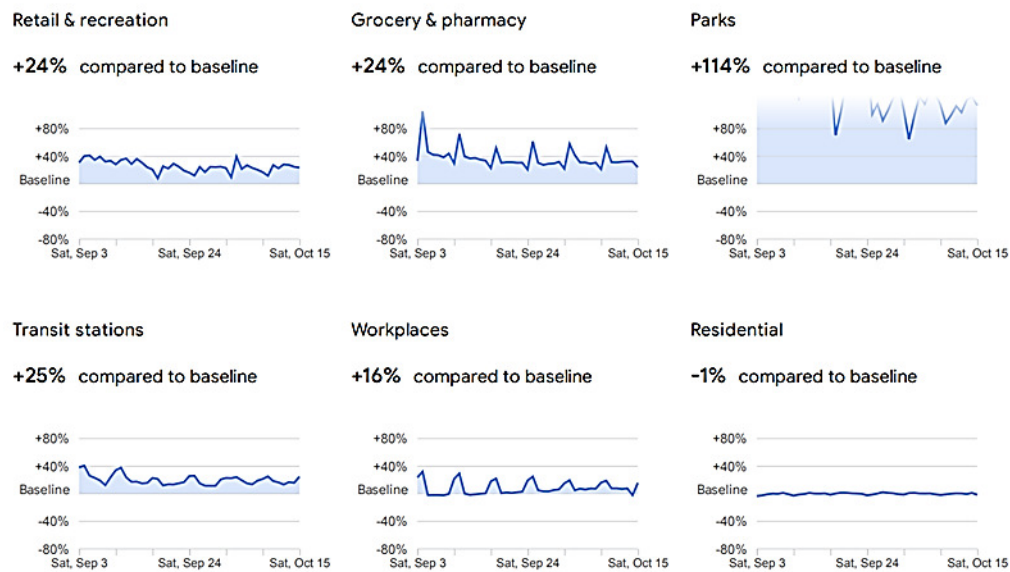 Retail & recreation
+24% compared to baseline
+80%
+40%
Baseline
-40%
-80%
Sat, Sep 3 Sat, Sep 24 Sat, Oct 15
Grocery & pharmacy
+24% compared to baseline
+80%
+40%
Baseline
-40%
-80%
Sat, Sep 3 Sat, Sep 24 Sat, Oct 15
Parks
+114% compared to baseline
+80%
+40%
Baseline
-40%
-80%
Sat, Sep 3 Sat, Sep 24 Sat, Oct 15
Transit stations
+25% compared to baseline
+80%
+40%
Baseline
-40%
-80%
Sat, Sep 3 Sat, Sep 24 Sat, Oct 15
Workplaces
+16% compared to baseline
+80%
+40%
Baseline
-40%
-80%
Sat, Sep 3 Sat, Sep 24 Sat, Oct 15
Residential
-1% compared to baseline
+80%
+40%
Baseline
-40%
-80%
Sat, Sep 3 Sat, Sep 24 Sat, Oct 15